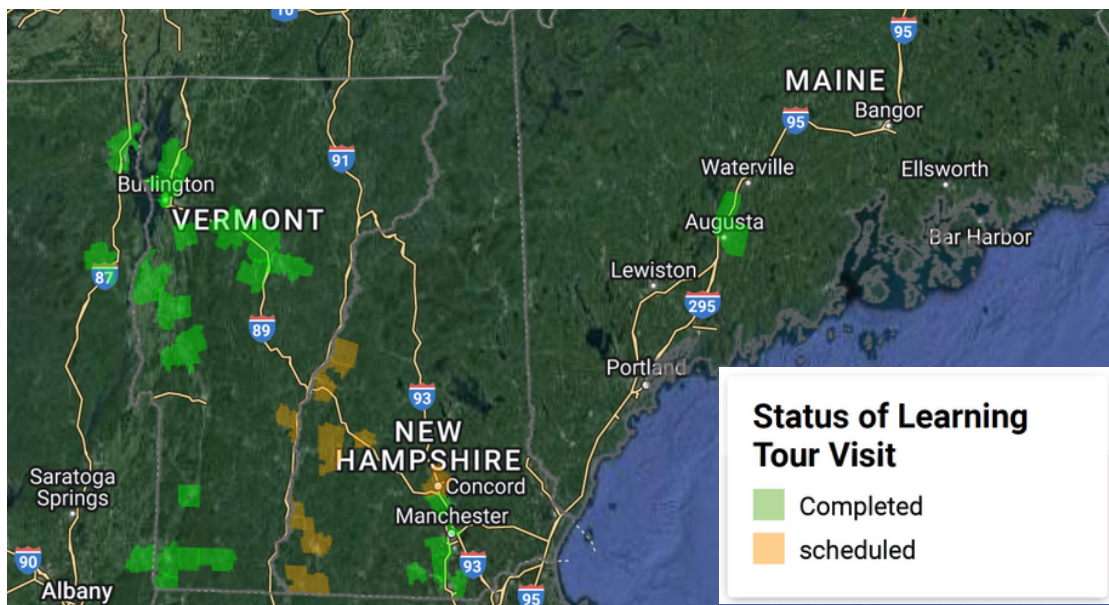 10
95
MAINE
Bangor
95
91
Waterville
Ellsworth
Burlington
VERMONT
Augusta
Bar Harbor
87
Lewiston
295
89
Portland
93
NEW
HAMPSHIRE
Saratoga
Springs
Concord
Manchester
90
93
Albany
95
Status of Learning
Tour Visit
Completed
scheduled